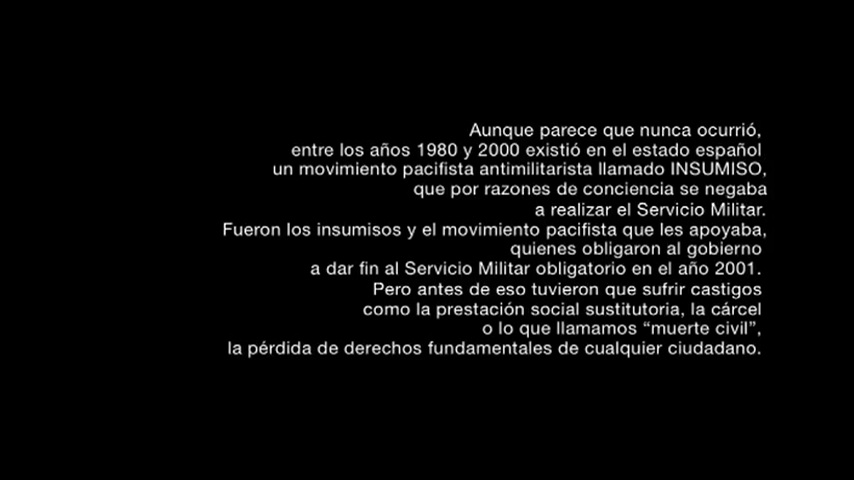 Aunque parece que nunca ocurrió,
entre los años 1980 y 2000 existió en el estado español
un movimiento pacifista antimilitarista llamado INSUMISO,
que por razones de conciencia se negaba
a realizar el Servicio Militar.
Fueron los insumisos y el movimiento pacifista que les apoyaba,
quienes obligaron al gobierno
a dar fin al Servicio Militar obligatorio en el año 2001.
Pero antes de eso tuvieron que sufrir castigos
como la prestación social sustitutoria, la cárcel
o lo que llamamos “muerte civil”,
la pérdida de derechos fundamentales de cualquier ciudadano.